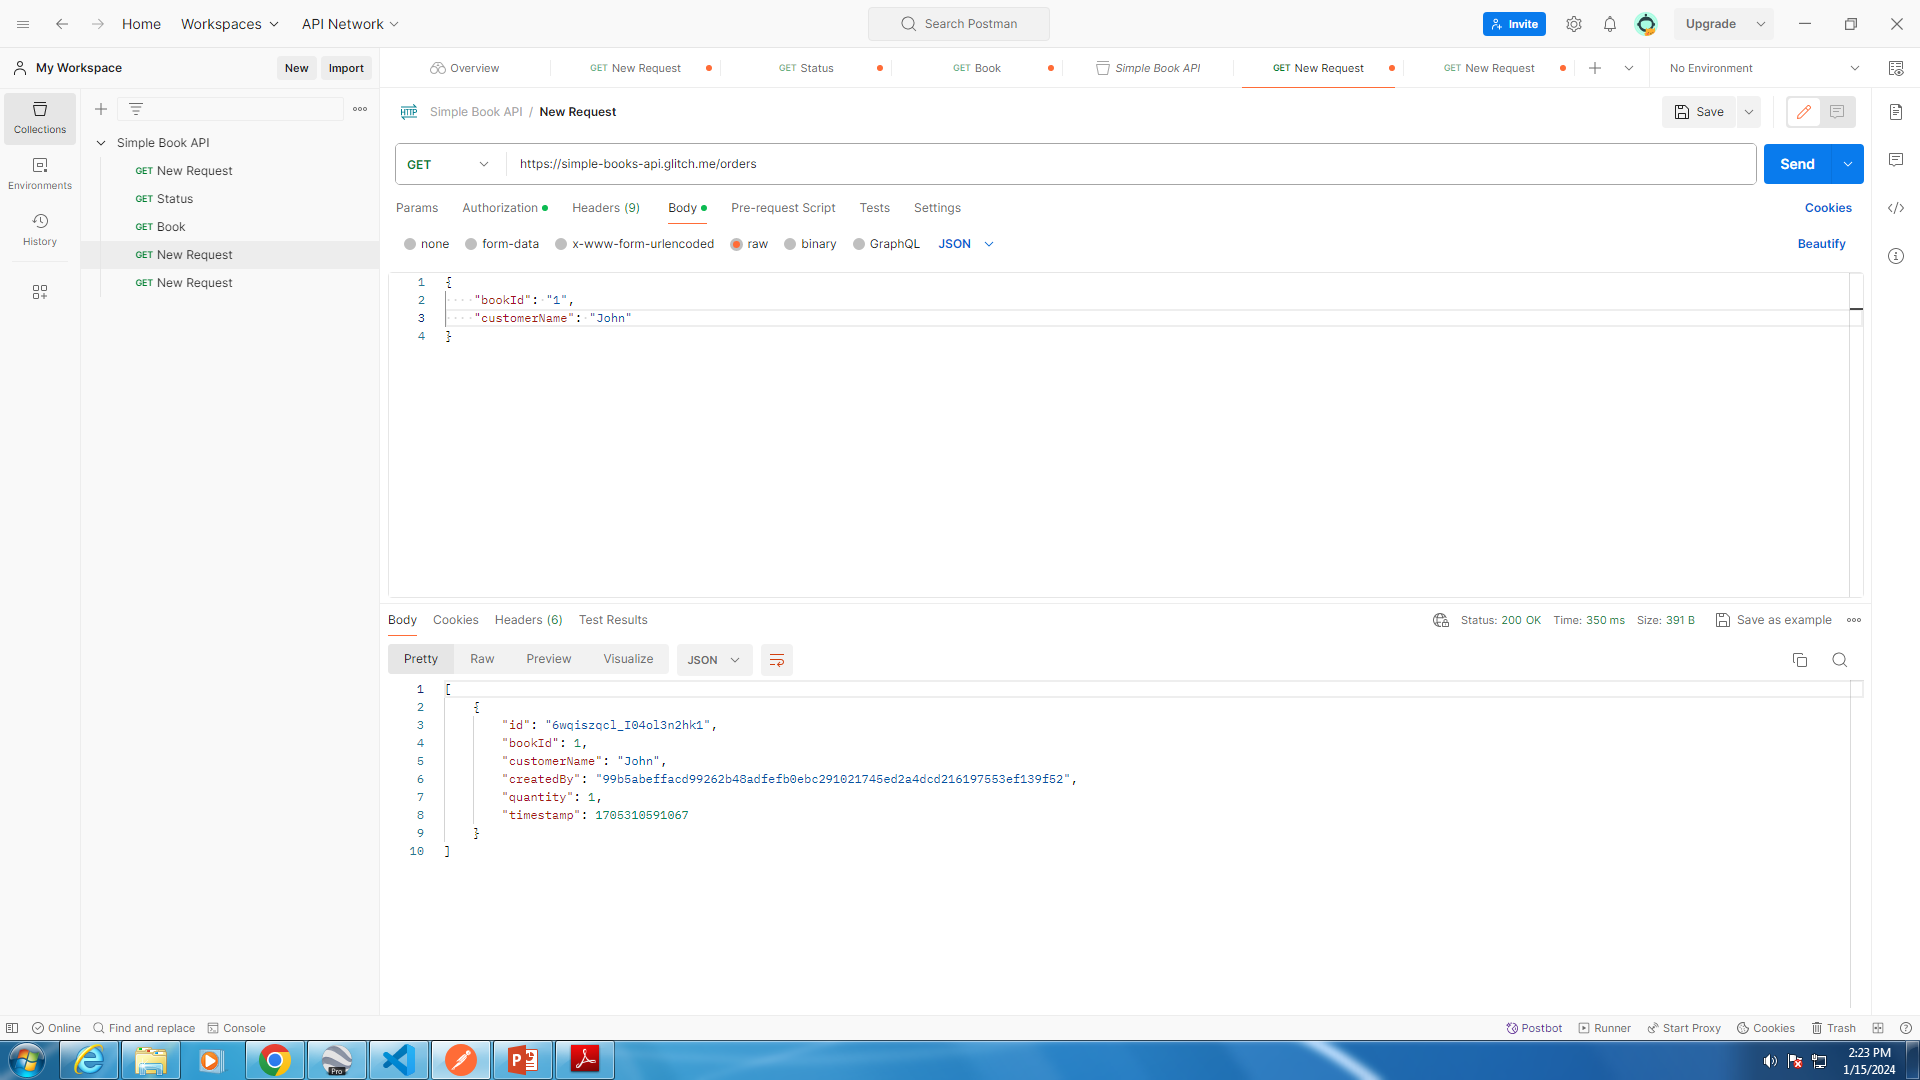 Home Workspaces API Network Search Postman Invite Upgrade
My Workspace New Import Overview GET New Request GET Status GET Book Simple Book API GET New Request GET New Request No Environment
Collections
Environments
History
Simple Book API
GET New Request
GET Status
GET Book
GET New Request
GET New Request
HTTP Simple Book API / New Request Save
GET https://simple-books-api.glitch.me/orders Send
Params Authorization Headers (9) Body Pre-request Script Tests Settings Cookies
none form-data x-www-form-urlencoded raw binary GraphQL JSON Beautify
1 {
2 "bookId": "1",
3 "customerName": "John"
4 }
Body Cookies Headers (6) Test Results Status: 200 OK Time: 350 ms Size: 391 B Save as example
Pretty Raw Preview Visualize JSON
1 [
2 {
3 "id": "6wqiszqcl_I04ol3n2hk1",
4 "bookId": 1,
5 "customerName": "John",
6 "createdBy": "99b5abeffacd99262b48adfefb0ebc291021745ed2a4dcd216197553ef139f52",
7 "quantity": 1,
8 "timestamp": 1705310591067
9 }
10 ]
Online Find and replace Console Postbot Runner Start Proxy Cookies Trash
Pro
2:23 PM
1/15/2024